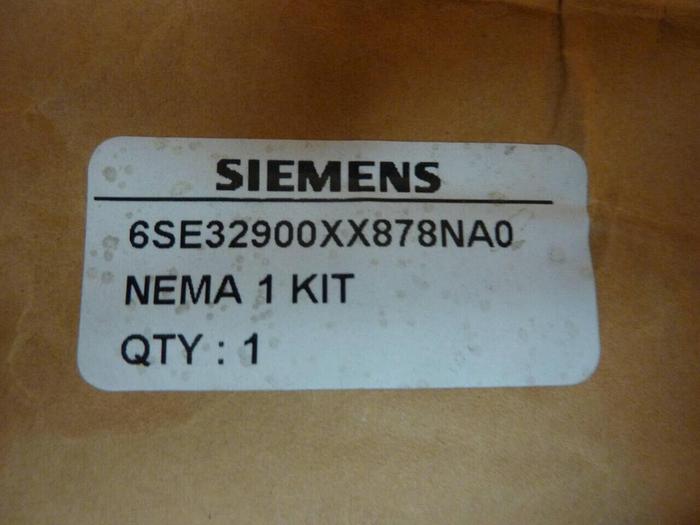 SIEMENS
6SE32900XX878NA0
NEMA 1 KIT
QTY : 1